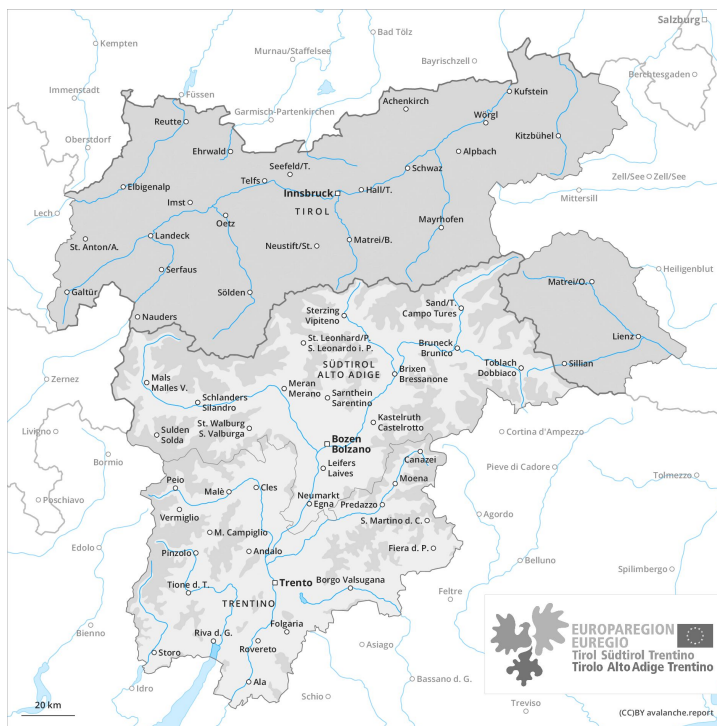 Salzburg
Kempten
Bad Tölz
Murnau/Staffelsee
Bayrischzell
Berchtesgaden
Immenstadt
Füssen
Garmisch-Partenkirchen
Achenkirch
Kufstein
Reutte
Wörgl
Oberstdorf
Ehrwald
Kitzbühel
Alpbach
Seefeld/T.
Schwaz
Zell/See
Zell/See
Elbigenalp
Telfs
Innsbruck
Hall/T.
Mittersill
Lech
Imst
TIROL
Oetz
Mayrhofen
St. Anton/A.
Landeck
Neustift/St.
Matrei/B.
Serfaus
Heiligenblut
Galtür
Sölden
Matrei/O.
Nauders
Sterzing
Vipiteno
Sand/T.
Campo Tures
Lienz
St. Leonhard/P.
S. Leonardo i. P.
Bruneck
Brunico
Toblach
Dobbiaco
Sillian
SÜDTIROL
ALTO ADIGE
Brixen
Bressanone
Zernez
Mals
Malles V.
Meran
Merano
Sarnthein
Sarentino
Schlanders
Silandro
Kastelruth
Castelrotto
St. Walburg
S. Valburga
Livigno
Sulden
Solda
Cortina d'Ampezzo
Bozen
Bolzano
Bormio
Canazei
Leifers
Laives
Pieve di Cadore
Peio
Moena
Tolmezzo
Malè
Cles
Neumarkt
Egna
Predazzo
Poschiavo
Vermiglio
Agordo
S. Martino d. C.
M. Campiglio
Edolo
Pinzolo
Andalo
Fiera d. P.
Belluno
Spilimbergo
Tione d. T.
Trento
Borgo Valsugana
Feltre
TRENTINO
Folgaria
Bienno
Riva d. G.
Rovereto
Asiago
Storo
Ala
Bassano d. G.
Idro
Schio
Treviso
EUROPAREGION
EUREGIO
Tirol Südtirol Trentino
Tirolo Alto Adige Trentino
20 km
(CC)BY avalanche.report